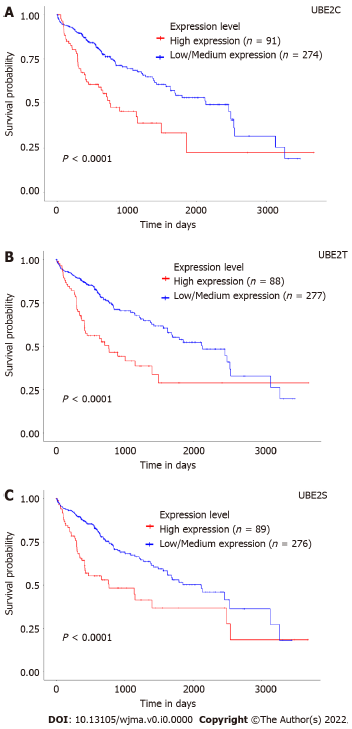 A
UBE2C
1.00
0.75
0.5
0.25
0.00
Survival probability
Expression level
High expression (n = 91)
Low/Medium expression (n = 274)
P < 0.0001
0
1000
2000
3000
Time in days
B
UBE2T
1.00
0.75
0.5
0.25
0.00
Survival probability
Expression level
High expression (n = 88)
Low/Medium expression (n = 277)
P < 0.0001
0
1000
2000
3000
Time in days
C
UBE2S
1.00
0.75
0.5
0.25
0.00
Survival probability
Expression level
High expression (n = 89)
Low/Medium expression (n = 276)
P < 0.0001
0
1000
2000
3000
Time in days
DOI: 10.13105/wjma.v0.i0.0000 Copyright ©The Author(s) 2022.